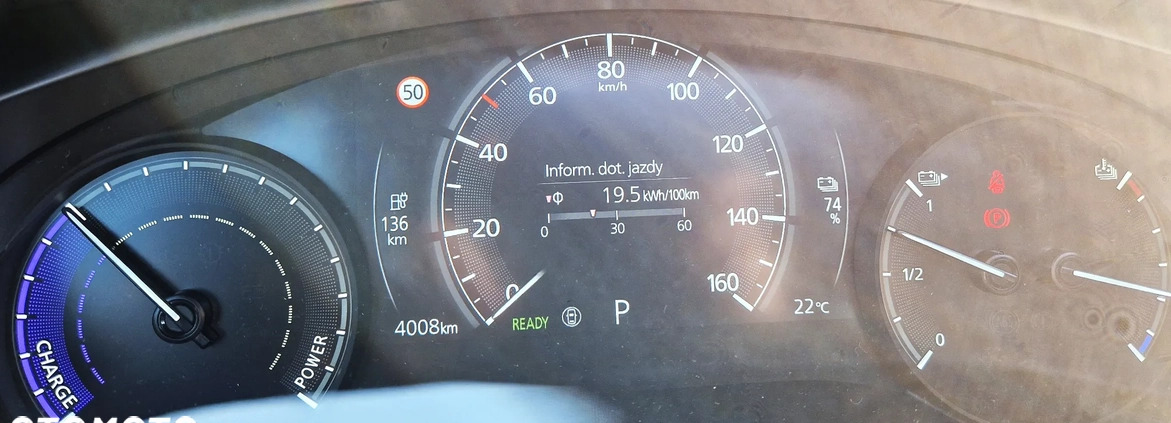 50
20
40
60
80
km/h
100
120
140
160
0
Inform. dot. jazdy
Φ 19.5 kWh/100km
0 30 60
136
km
74
%
4008km
READY
P
22°C
CHARGE
POWER
1
1/2
0
(P)
OTOMOTO